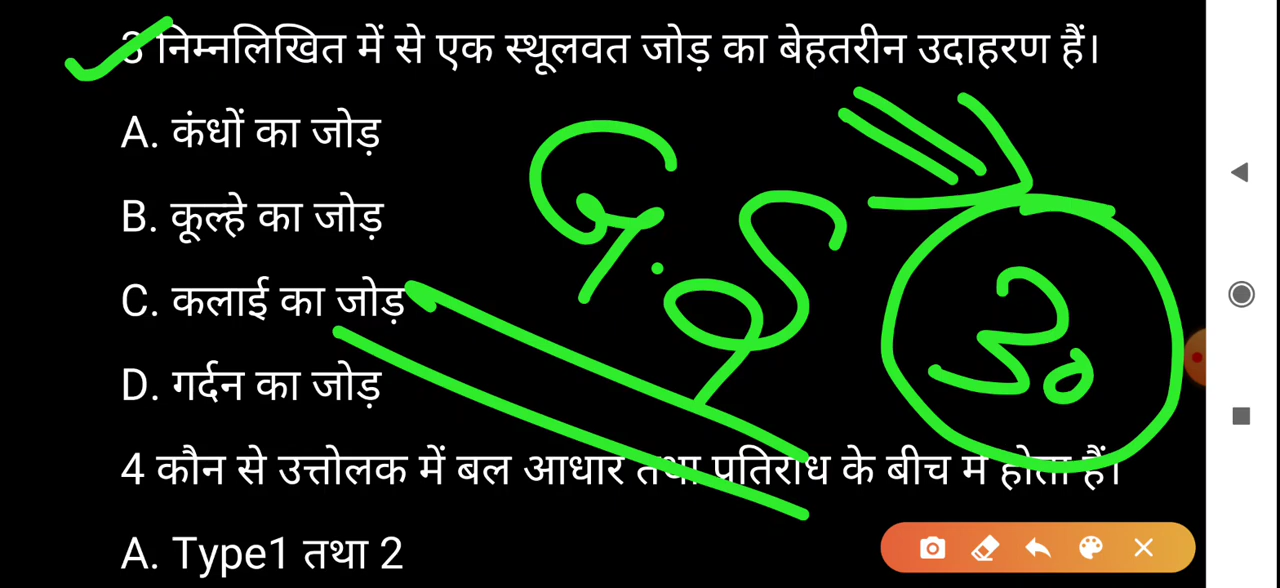 3 निम्नलिखित में से एक स्थूलवत जोड़ का बेहतरीन उदाहरण हैं।
A. कंधों का जोड़
B. कूल्हे का जोड़
C. कलाई का जोड़
D. गर्दन का जोड़
G.S
30
4 कौन से उत्तोलक में बल आधार तथा प्रतिरोध के बीच में होता हैं।
A. Type1 तथा 2